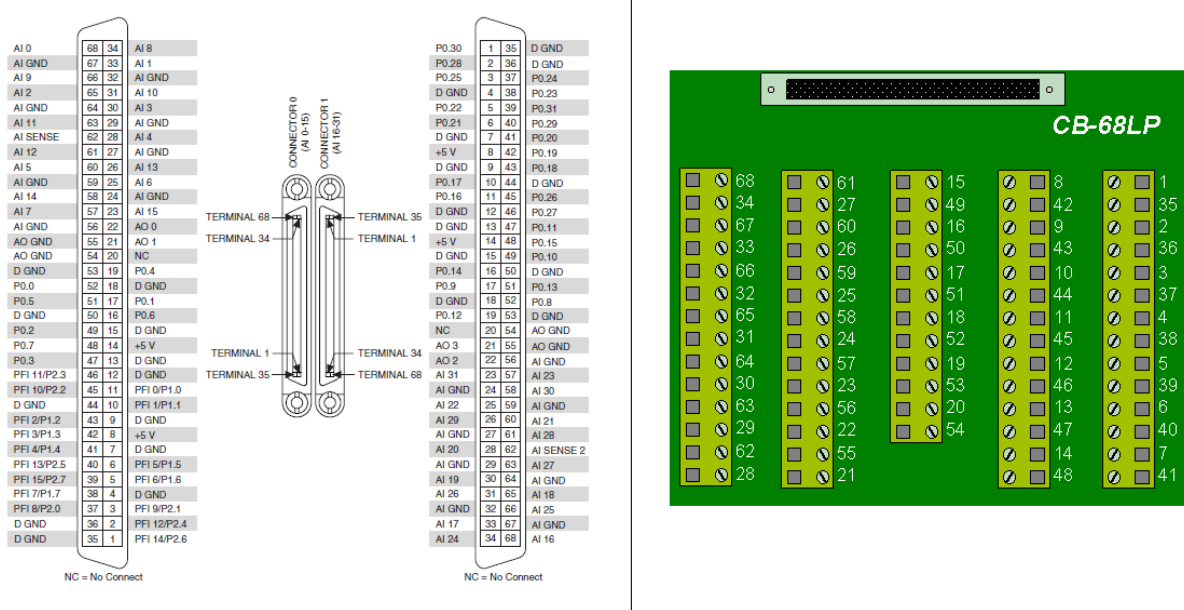 AI 0 68 34 AI 8
AI GND 67 33 AI 1
AI 9 66 32 AI GND
AI 2 65 31 AI 10
AI GND 64 30 AI 3
AI 11 63 29 AI GND
AI SENSE 62 28 AI 4
AI 12 61 27 AI GND
AI 5 60 26 AI 13
AI GND 59 25 AI 6
AI 14 58 24 AI GND
AI 7 57 23 AI 15
AI GND 56 22 AO 0
AO GND 55 21 AO 1
AO GND 54 20 NC
D GND 53 19 P0.4
P0.0 52 18 D GND
P0.5 51 17 P0.1
D GND 50 16 P0.6
P0.2 49 15 D GND
P0.7 48 14 +5 V
P0.3 47 13 D GND
PFI 11/P2.3 46 12 D GND
PFI 10/P2.2 45 11 PFI 0/P1.0
D GND 44 10 PFI 1/P1.1
PFI 2/P1.2 43 9 D GND
PFI 3/P1.3 42 8 +5 V
PFI 4/P1.4 41 7 D GND
PFI 13/P2.5 40 6 PFI 5/P1.5
PFI 15/P2.7 39 5 PFI 6/P1.6
PFI 7/P1.7 38 4 D GND
PFI 8/P2.0 37 3 PFI 9/P2.1
D GND 36 2 PFI 12/P2.4
D GND 35 1 PFI 14/P2.6
NC = No Connect
CONNECTOR 0
(AI 0-15)
CONNECTOR 1
(AI 16-31)
TERMINAL 68
TERMINAL 35
TERMINAL 34
TERMINAL 1
TERMINAL 1
TERMINAL 34
TERMINAL 35
TERMINAL 68
P0.30 1 35 D GND
P0.28 2 36 D GND
P0.25 3 37 P0.24
D GND 4 38 P0.23
P0.22 5 39 P0.31
P0.21 6 40 P0.29
D GND 7 41 P0.20
+5 V 8 42 P0.19
D GND 9 43 P0.18
P0.17 10 44 D GND
P0.16 11 45 P0.26
D GND 12 46 P0.27
D GND 13 47 P0.11
+5 V 14 48 P0.15
D GND 15 49 P0.10
P0.14 16 50 D GND
P0.9 17 51 P0.13
D GND 18 52 P0.8
P0.12 19 53 D GND
NC 20 54 AO GND
AO 3 21 55 AO GND
AO 2 22 56 AI GND
AI 31 23 57 AI 23
AI GND 24 58 AI 30
AI 22 25 59 AI GND
AI 29 26 60 AI 21
AI GND 27 61 AI 28
AI 20 28 62 AI SENSE 2
AI GND 29 63 AI 27
AI 19 30 64 AI GND
AI 26 31 65 AI 18
AI GND 32 66 AI 25
AI 17 33 67 AI GND
AI 24 34 68 AI 16
NC = No Connect
CB-68LP
68 61 15 8 1
34 27 49 42 35
67 60 16 9 2
33 26 50 43 36
66 59 17 10 3
32 25 51 44 37
65 58 18 11 4
31 24 52 45 38
64 57 19 12 5
30 23 53 46 39
63 56 20 13 6
29 22 54 47 40
62 55 14 7
28 21 48 41